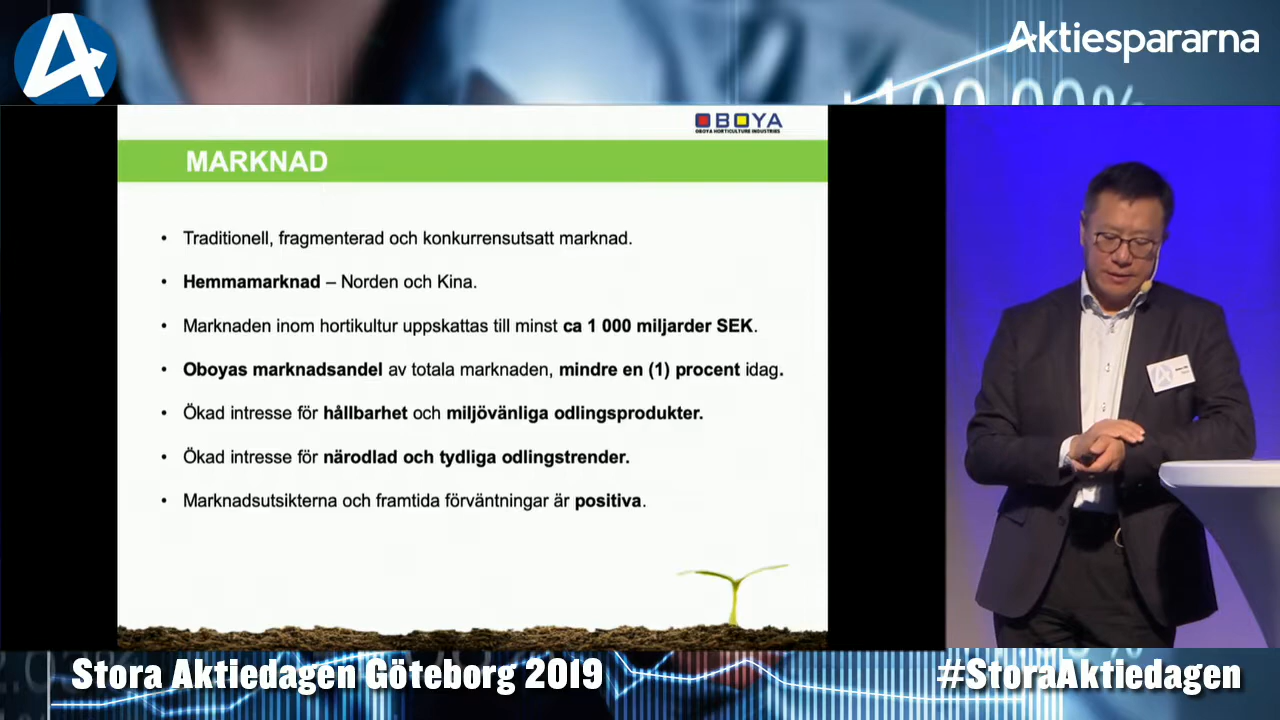 Aktiespararna
100,00%
OBOYA
OBOYA HORTICULTURE INDUSTRIES
MARKNAD
• Traditionell, fragmenterad och konkurrensutsatt marknad.
• Hemmamarknad – Norden och Kina.
• Marknaden inom hortikultur uppskattas till minst ca 1 000 miljarder SEK.
• Oboyas marknadsandel av totala marknaden, mindre en (1) procent idag.
• Ökad intresse för hållbarhet och miljövänliga odlingsprodukter.
• Ökad intresse för närodlad och tydliga odlingstrender.
• Marknadsutsikterna och framtida förväntningar är positiva.
Stora Aktiedagen Göteborg 2019
#StoraAktiedagen